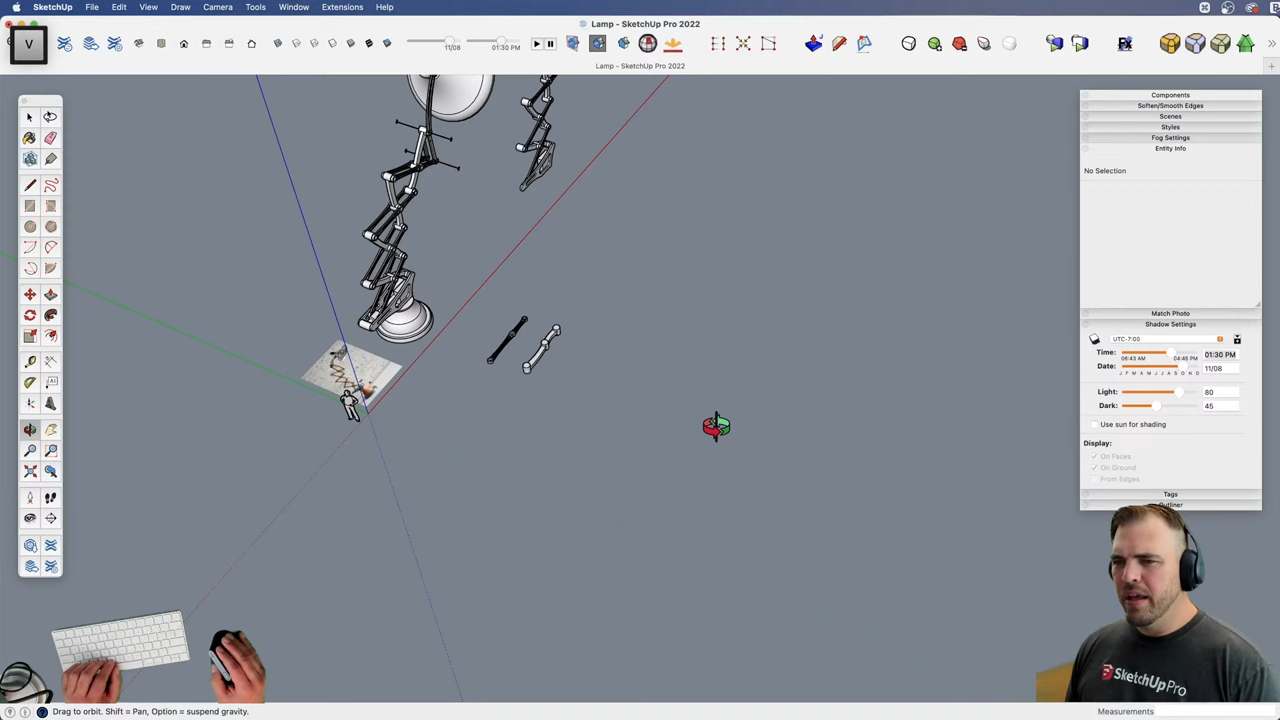 SketchUp File Edit View Draw Camera Tools Window Extensions Help
Lamp - SketchUp Pro 2022
V
11/08
01:30 PM
Fx
Lamp - SketchUp Pro 2022
Components
Soften/Smooth Edges
Scenes
Styles
Fog Settings
Entity Info
No Selection
Match Photo
Shadow Settings
UTC-7:00
Time:
06:43 AM 04:45 PM
01:30 PM
Date:
J F M A M J J A S O N D
11/08
Light:
80
Dark:
45
Use sun for shading
Display:
On Faces
On Ground
From Edges
Tags
Outliner
SketchUp Pro
Drag to orbit. Shift = Pan, Option = suspend gravity.
Measurements